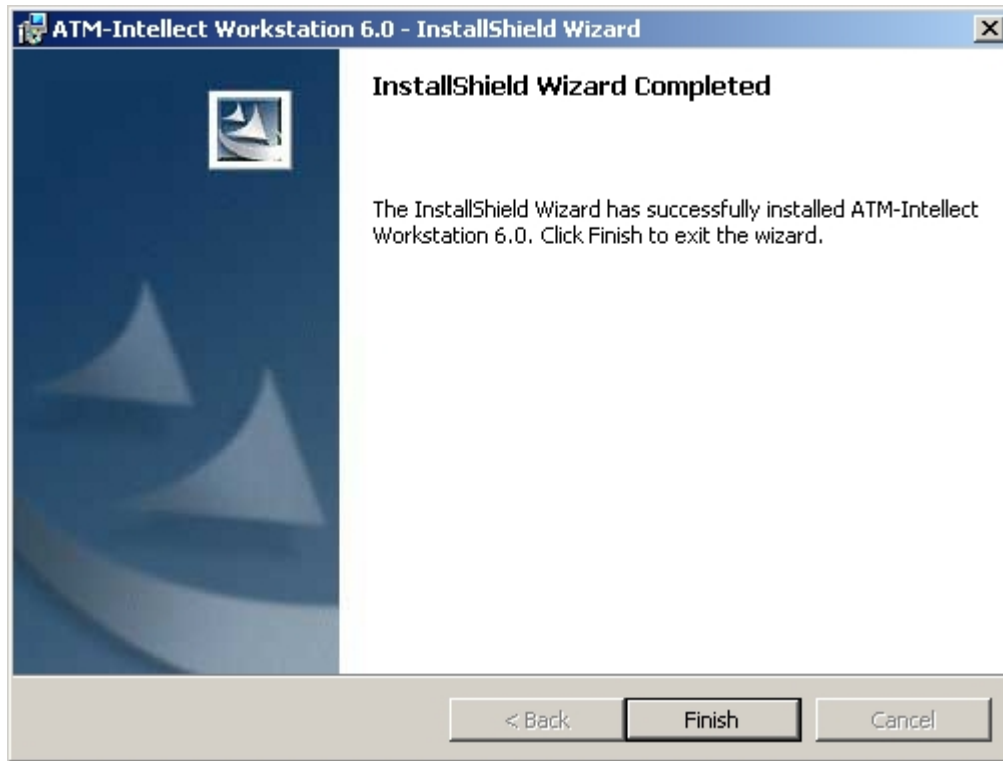 ATM-Intellect Workstation 6.0 - InstallShield Wizard
InstallShield Wizard Completed
The InstallShield Wizard has successfully installed ATM-Intellect
Workstation 6.0. Click Finish to exit the wizard.
< Back
Finish
Cancel